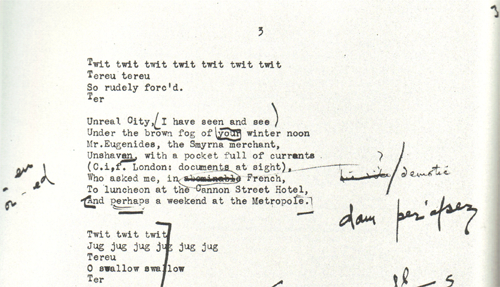 3
3
Twit twit twit twit twit twit twit twit
Tereu tereu
So rudely forc'd.
Ter
Unreal City, (I have seen and see)
Under the brown fog of your winter noon
Mr.Eugenides, the Smyrna merchant,
Unshaven, with a pocket full of currants
(C.i.f. London: documents at sight),
Who asked me, in abominable French, / demotic
To luncheon at the Cannon Street Hotel,
And perhaps a weekend at the Metropole.
dam per'apsez
Twit twit twit
Jug jug jug jug jug jug
Tereu
O swallow swallow
Ter